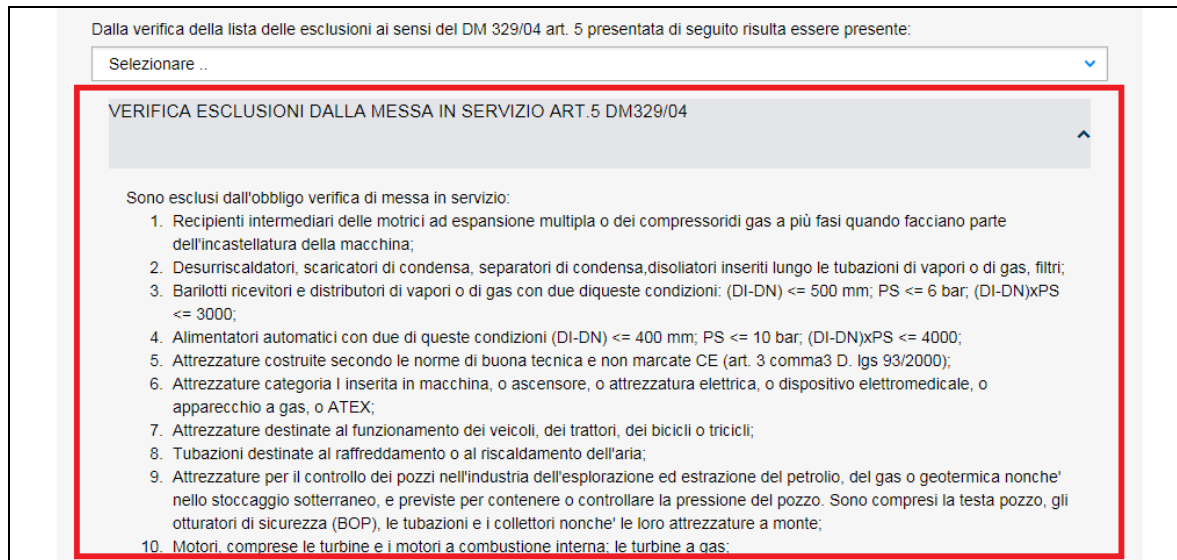 Dalla verifica della lista delle esclusioni ai sensi del DM 329/04 art. 5 presentata di seguito risulta essere presente:
Selezionare ..
VERIFICA ESCLUSIONI DALLA MESSA IN SERVIZIO ART.5 DM329/04
Sono esclusi dall'obbligo verifica di messa in servizio:
1. Recipienti intermediari delle motrici ad espansione multipla o dei compressoridi gas a più fasi quando facciano parte
dell'incastellatura della macchina;
2. Desurriscaldatori, scaricatori di condensa, separatori di condensa,disoliatori inseriti lungo le tubazioni di vapori o di gas, filtri;
3. Barilotti ricevitori e distributori di vapori o di gas con due diqueste condizioni: (DI-DN) <= 500 mm; PS <= 6 bar; (DI-DN)xPS
<= 3000;
4. Alimentatori automatici con due di queste condizioni (DI-DN) <= 400 mm; PS <= 10 bar; (DI-DN)xPS <= 4000;
5. Attrezzature costruite secondo le norme di buona tecnica e non marcate CE (art. 3 comma3 D. lgs 93/2000);
6. Attrezzature categoria I inserita in macchina, o ascensore, o attrezzatura elettrica, o dispositivo elettromedicale, o
apparecchio a gas, o ATEX;
7. Attrezzature destinate al funzionamento dei veicoli, dei trattori, dei bicicli o tricicli;
8. Tubazioni destinate al raffreddamento o al riscaldamento dell'aria;
9. Attrezzature per il controllo dei pozzi nell'industria dell'esplorazione ed estrazione del petrolio, del gas o geotermica nonche'
nello stoccaggio sotterraneo, e previste per contenere o controllare la pressione del pozzo. Sono compresi la testa pozzo, gli
otturatori di sicurezza (BOP), le tubazioni e i collettori nonche' le loro attrezzature a monte;
10. Motori, comprese le turbine e i motori a combustione interna; le turbine a gas;